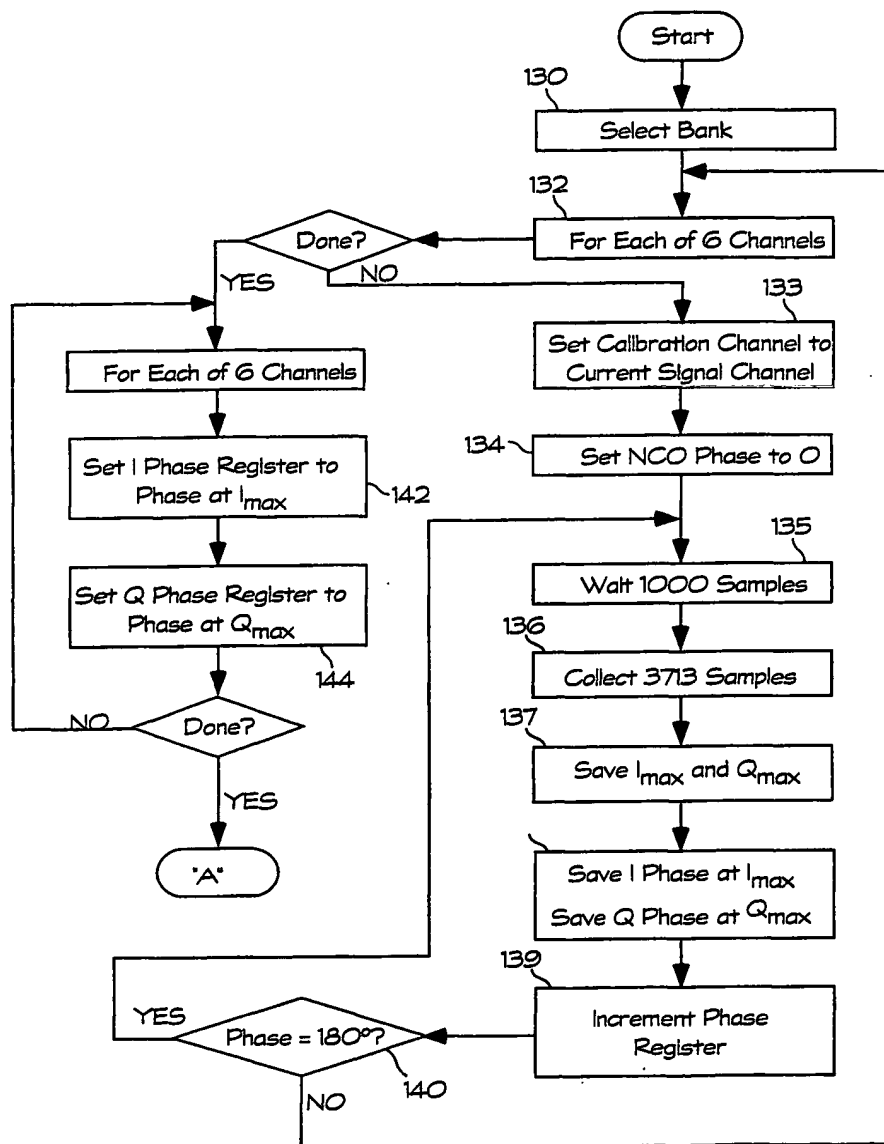 Start
130
Select Bank
132
For Each of 6 Channels
Done?
NO
YES
133
Set Calibration Channel to
Current Signal Channel
134
Set NCO Phase to 0
135
Wait 1000 Samples
136
Collect 3713 Samples
137
Save Imax and Qmax
Save I Phase at Imax
Save Q Phase at Qmax
139
Increment Phase
Register
Phase = 180°?
140
YES
NO
For Each of 6 Channels
Set I Phase Register to
Phase at Imax
142
Set Q Phase Register to
Phase at Qmax
144
Done?
NO
YES
"A"